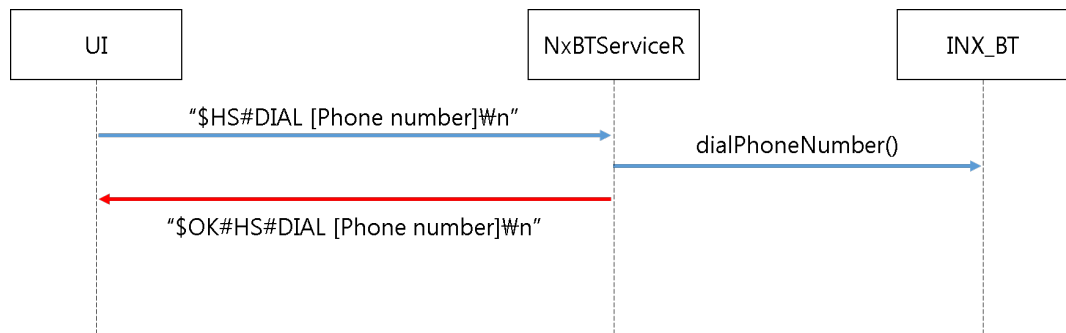 UI
NxBTServiceR
INX_BT
“$HS#DIAL [Phone number]₩n”
dialPhoneNumber()
“$OK#HS#DIAL [Phone number]₩n”